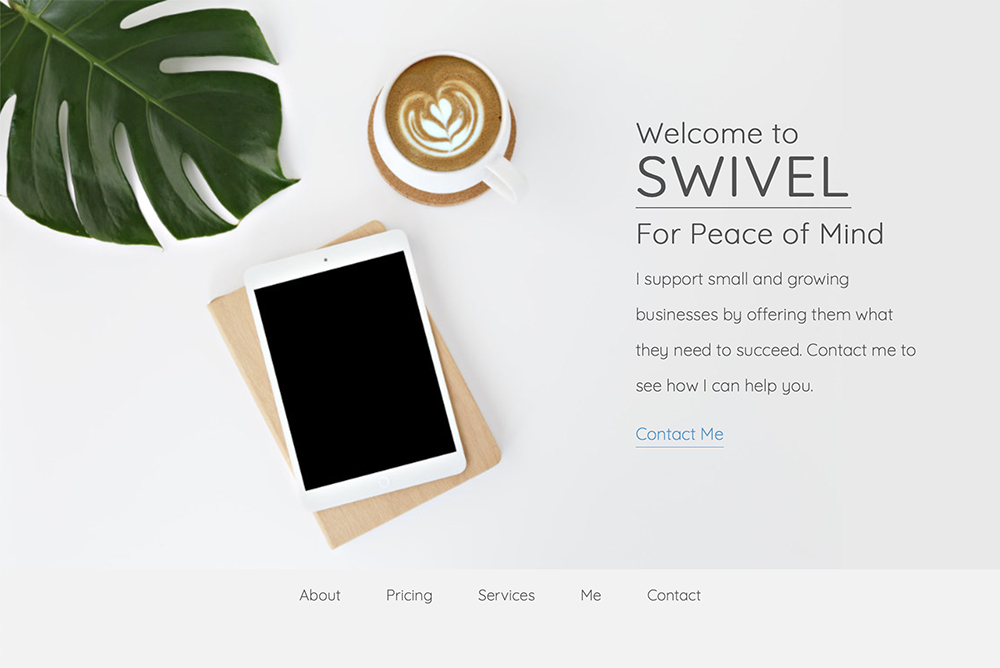 Welcome to
SWIVEL
For Peace of Mind
I support small and growing
businesses by offering them what
they need to succeed. Contact me to
see how I can help you.
Contact Me
About Pricing Services Me Contact